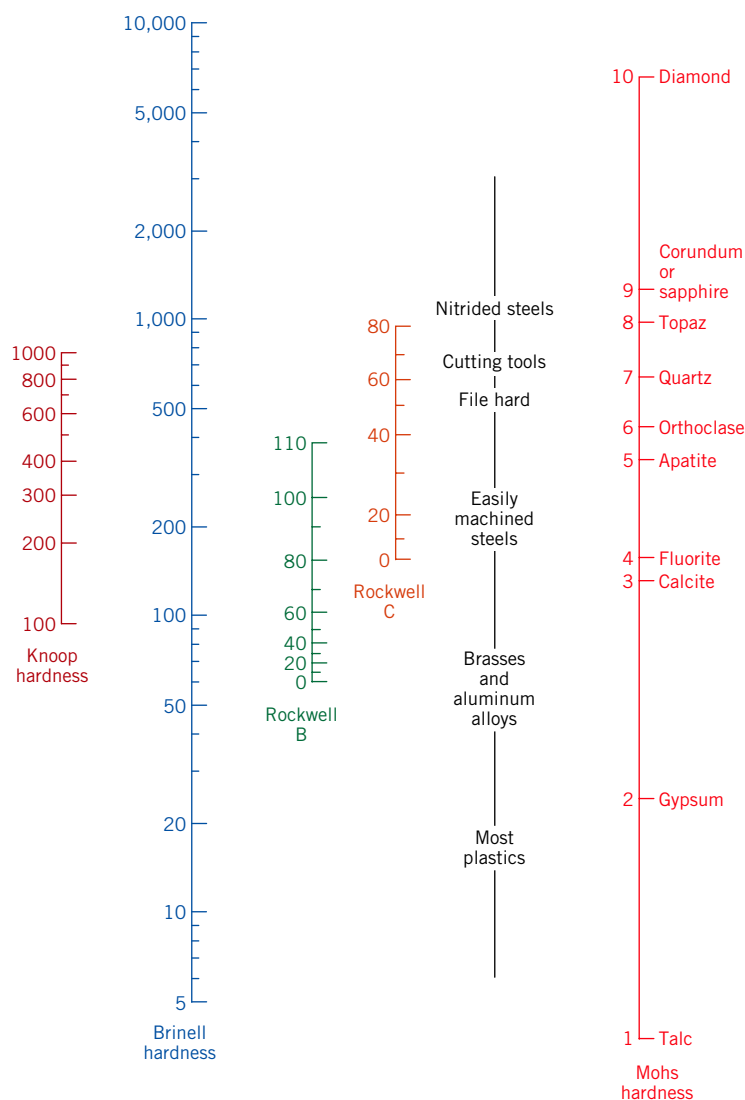 1000
800
600
400
300
200
100
Knoop
hardness
10,000
5,000
2,000
1,000
500
200
100
50
20
10
5
Brinell
hardness
110
100
80
60
40
20
0
Rockwell
B
80
60
40
20
0
Rockwell
C
Nitrided steels
Cutting tools
File hard
Easily
machined
steels
Brasses
and
aluminum
alloys
Most
plastics
10 Diamond
Corundum
or
9 sapphire
8 Topaz
7 Quartz
6 Orthoclase
5 Apatite
4 Fluorite
3 Calcite
2 Gypsum
1 Talc
Mohs
hardness